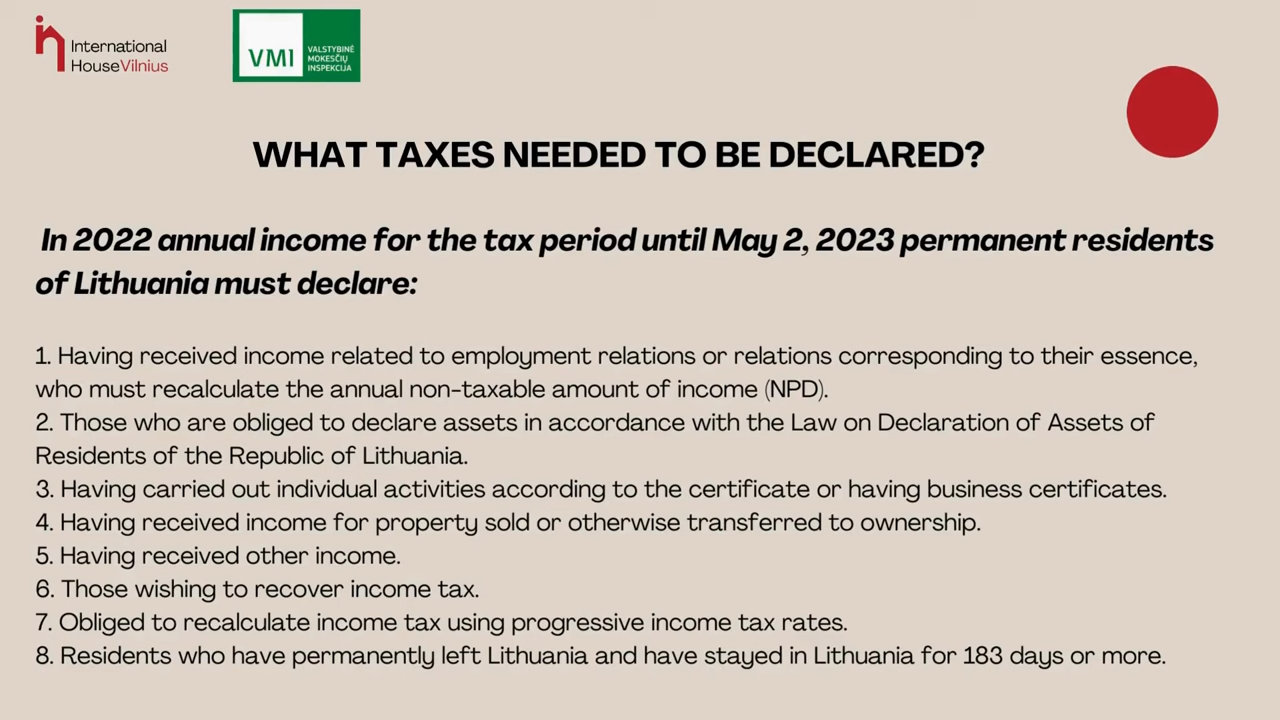 International
HouseVilnius
VMI
VALSTYBINĖ
MOKESČIŲ
INSPEKCIJA
WHAT TAXES NEEDED TO BE DECLARED?
In 2022 annual income for the tax period until May 2, 2023 permanent residents
of Lithuania must declare:
1. Having received income related to employment relations or relations corresponding to their essence,
who must recalculate the annual non-taxable amount of income (NPD).
2. Those who are obliged to declare assets in accordance with the Law on Declaration of Assets of
Residents of the Republic of Lithuania.
3. Having carried out individual activities according to the certificate or having business certificates.
4. Having received income for property sold or otherwise transferred to ownership.
5. Having received other income.
6. Those wishing to recover income tax.
7. Obliged to recalculate income tax using progressive income tax rates.
8. Residents who have permanently left Lithuania and have stayed in Lithuania for 183 days or more.